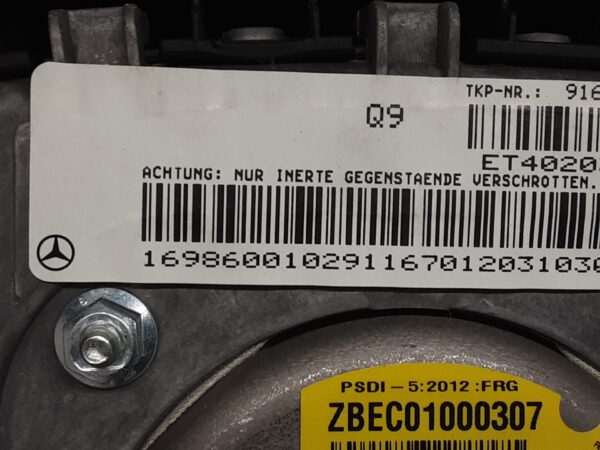 TKP-NR.: 916
Q9
ET4020
ACHTUNG: NUR INERTE GEGENSTAENDE VERSCHROTTEN.
169860010291167012031030
PSDI – 5:2012 :FRG
ZBEC01000307